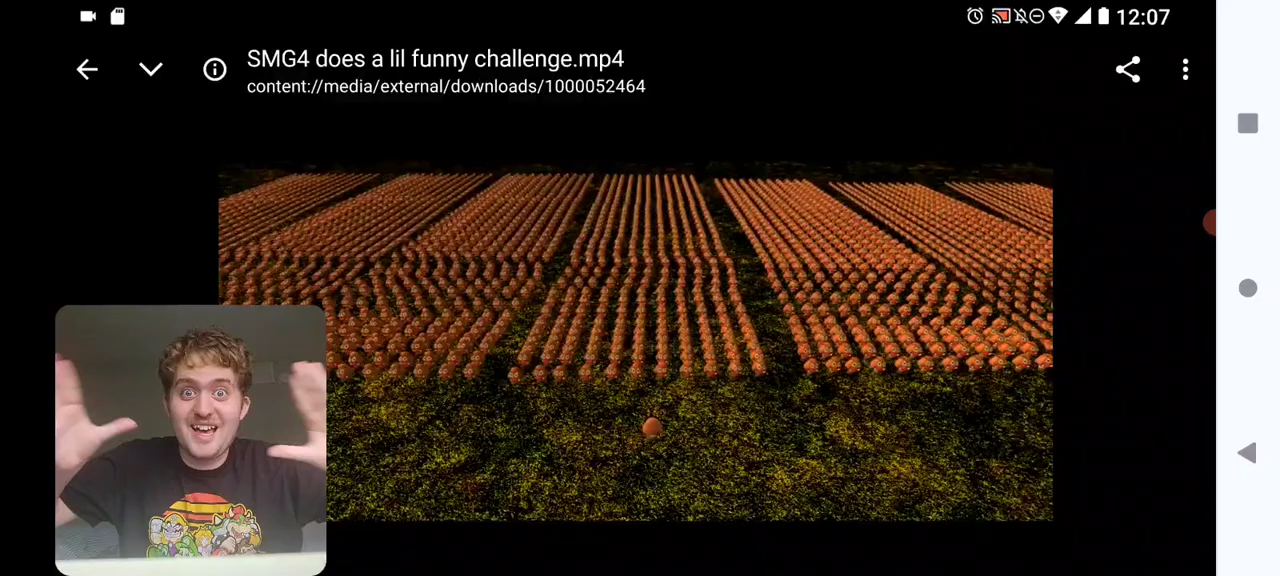 12:07
SMG4 does a lil funny challenge.mp4
content://media/external/downloads/1000052464